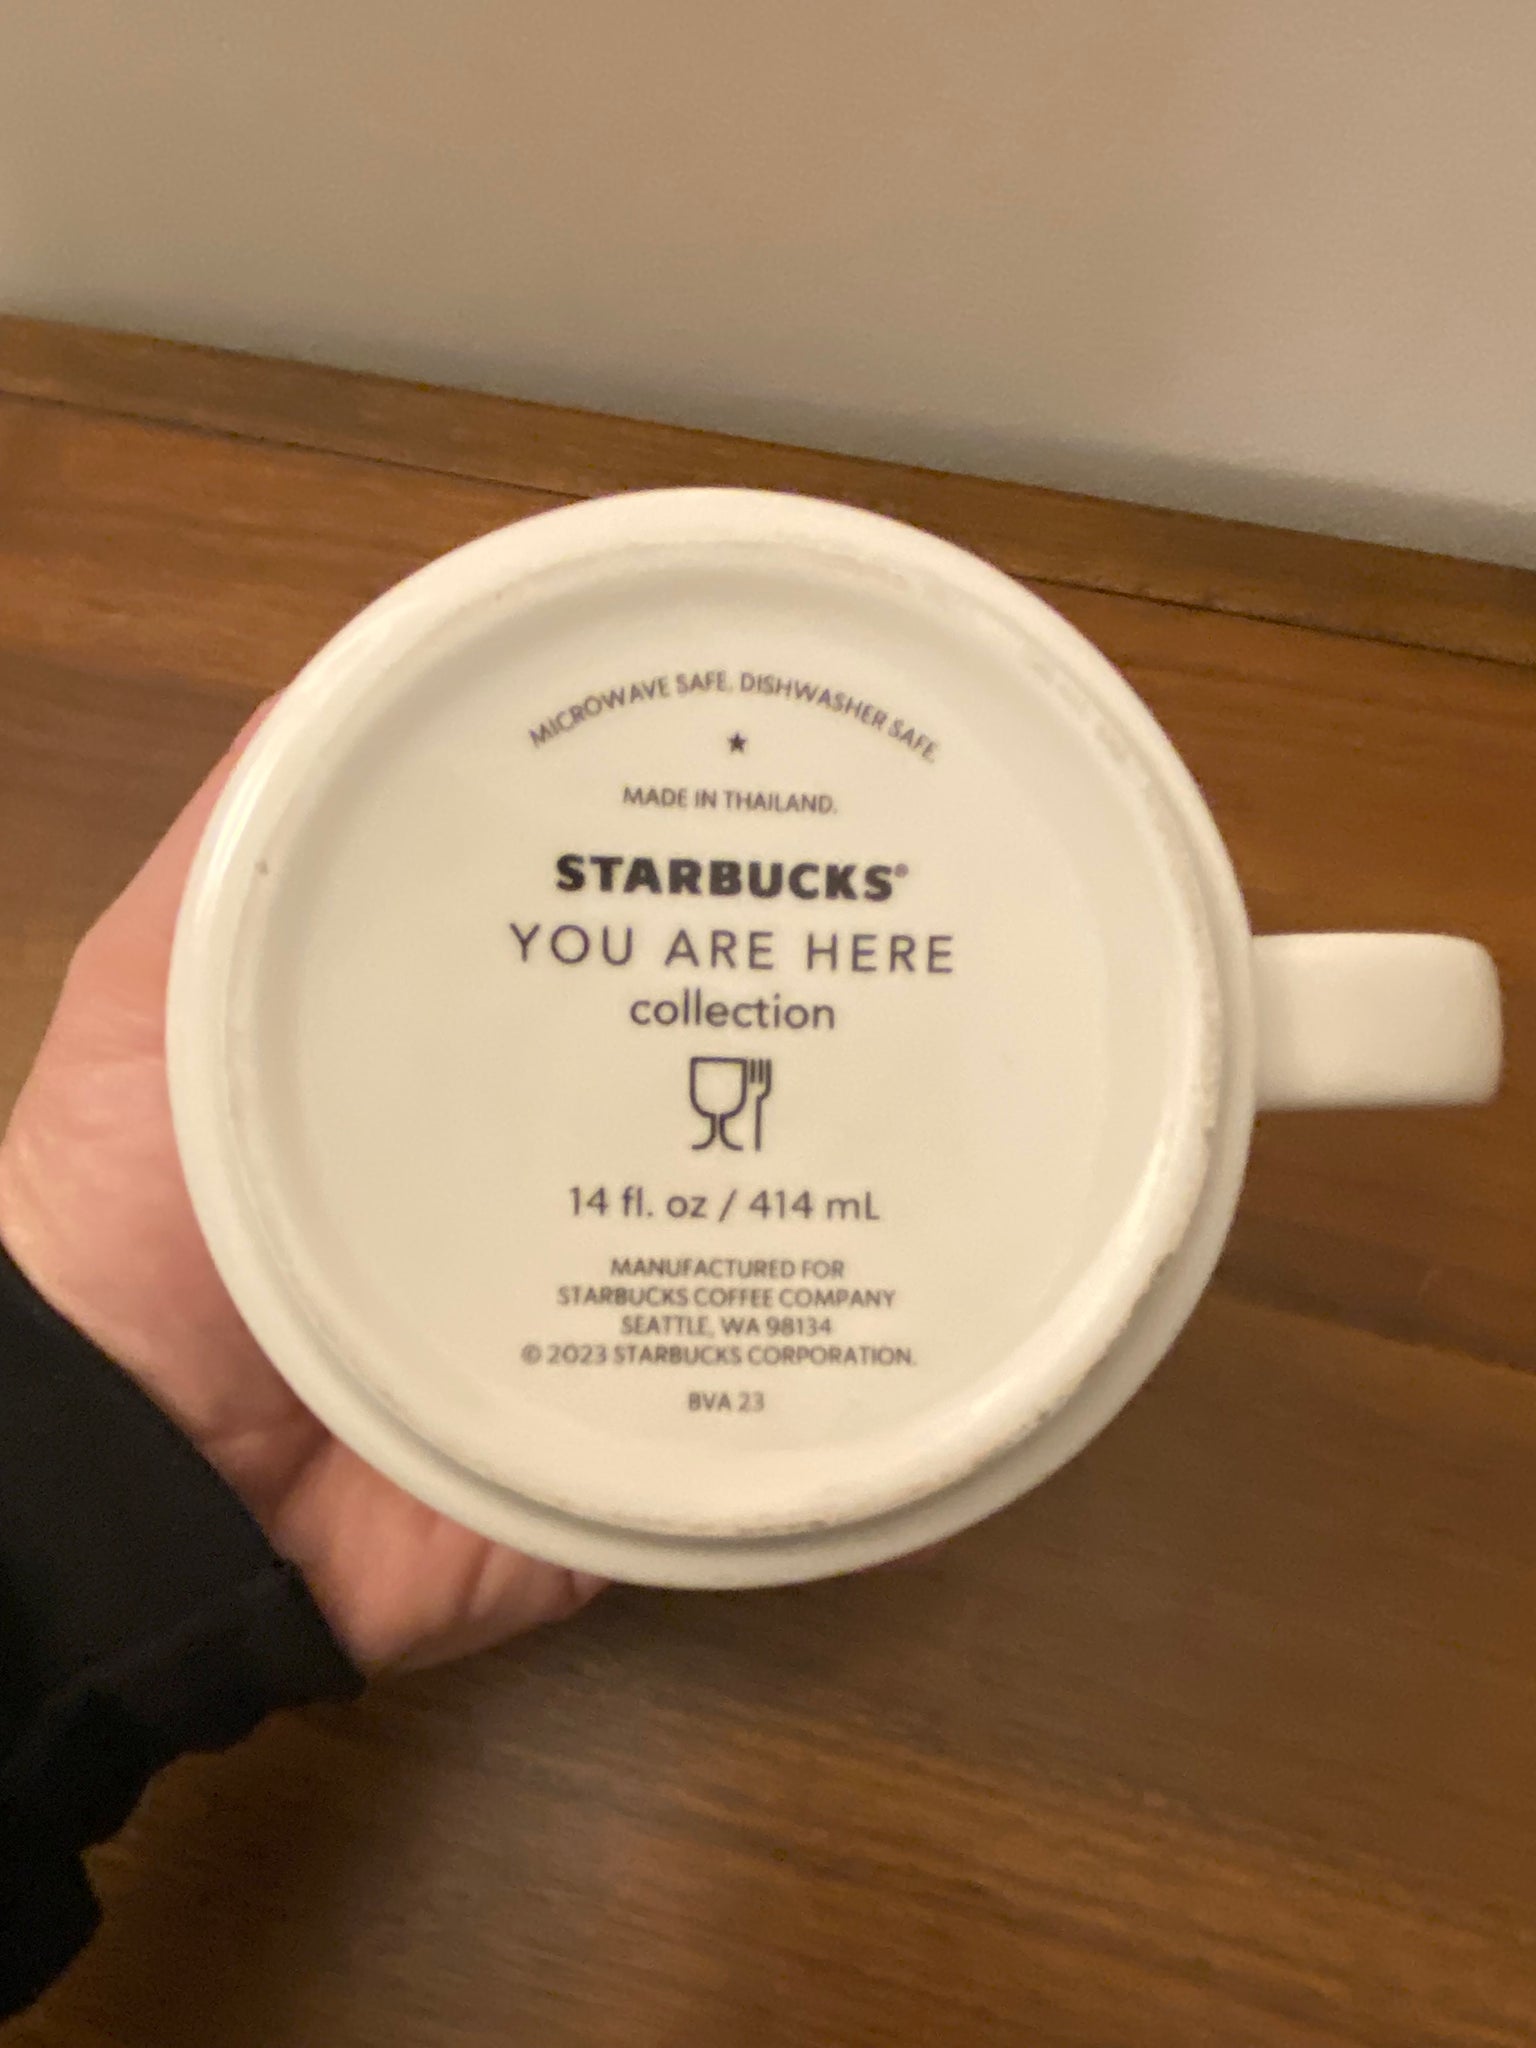 MICROWAVE SAFE, DISHWASHER SAFE.
MADE IN THAILAND.
STARBUCKS®
YOU ARE HERE
collection
14 fl. oz / 414 mL
MANUFACTURED FOR
STARBUCKS COFFEE COMPANY
SEATTLE, WA 98134
© 2023 STARBUCKS CORPORATION.
BVA 23